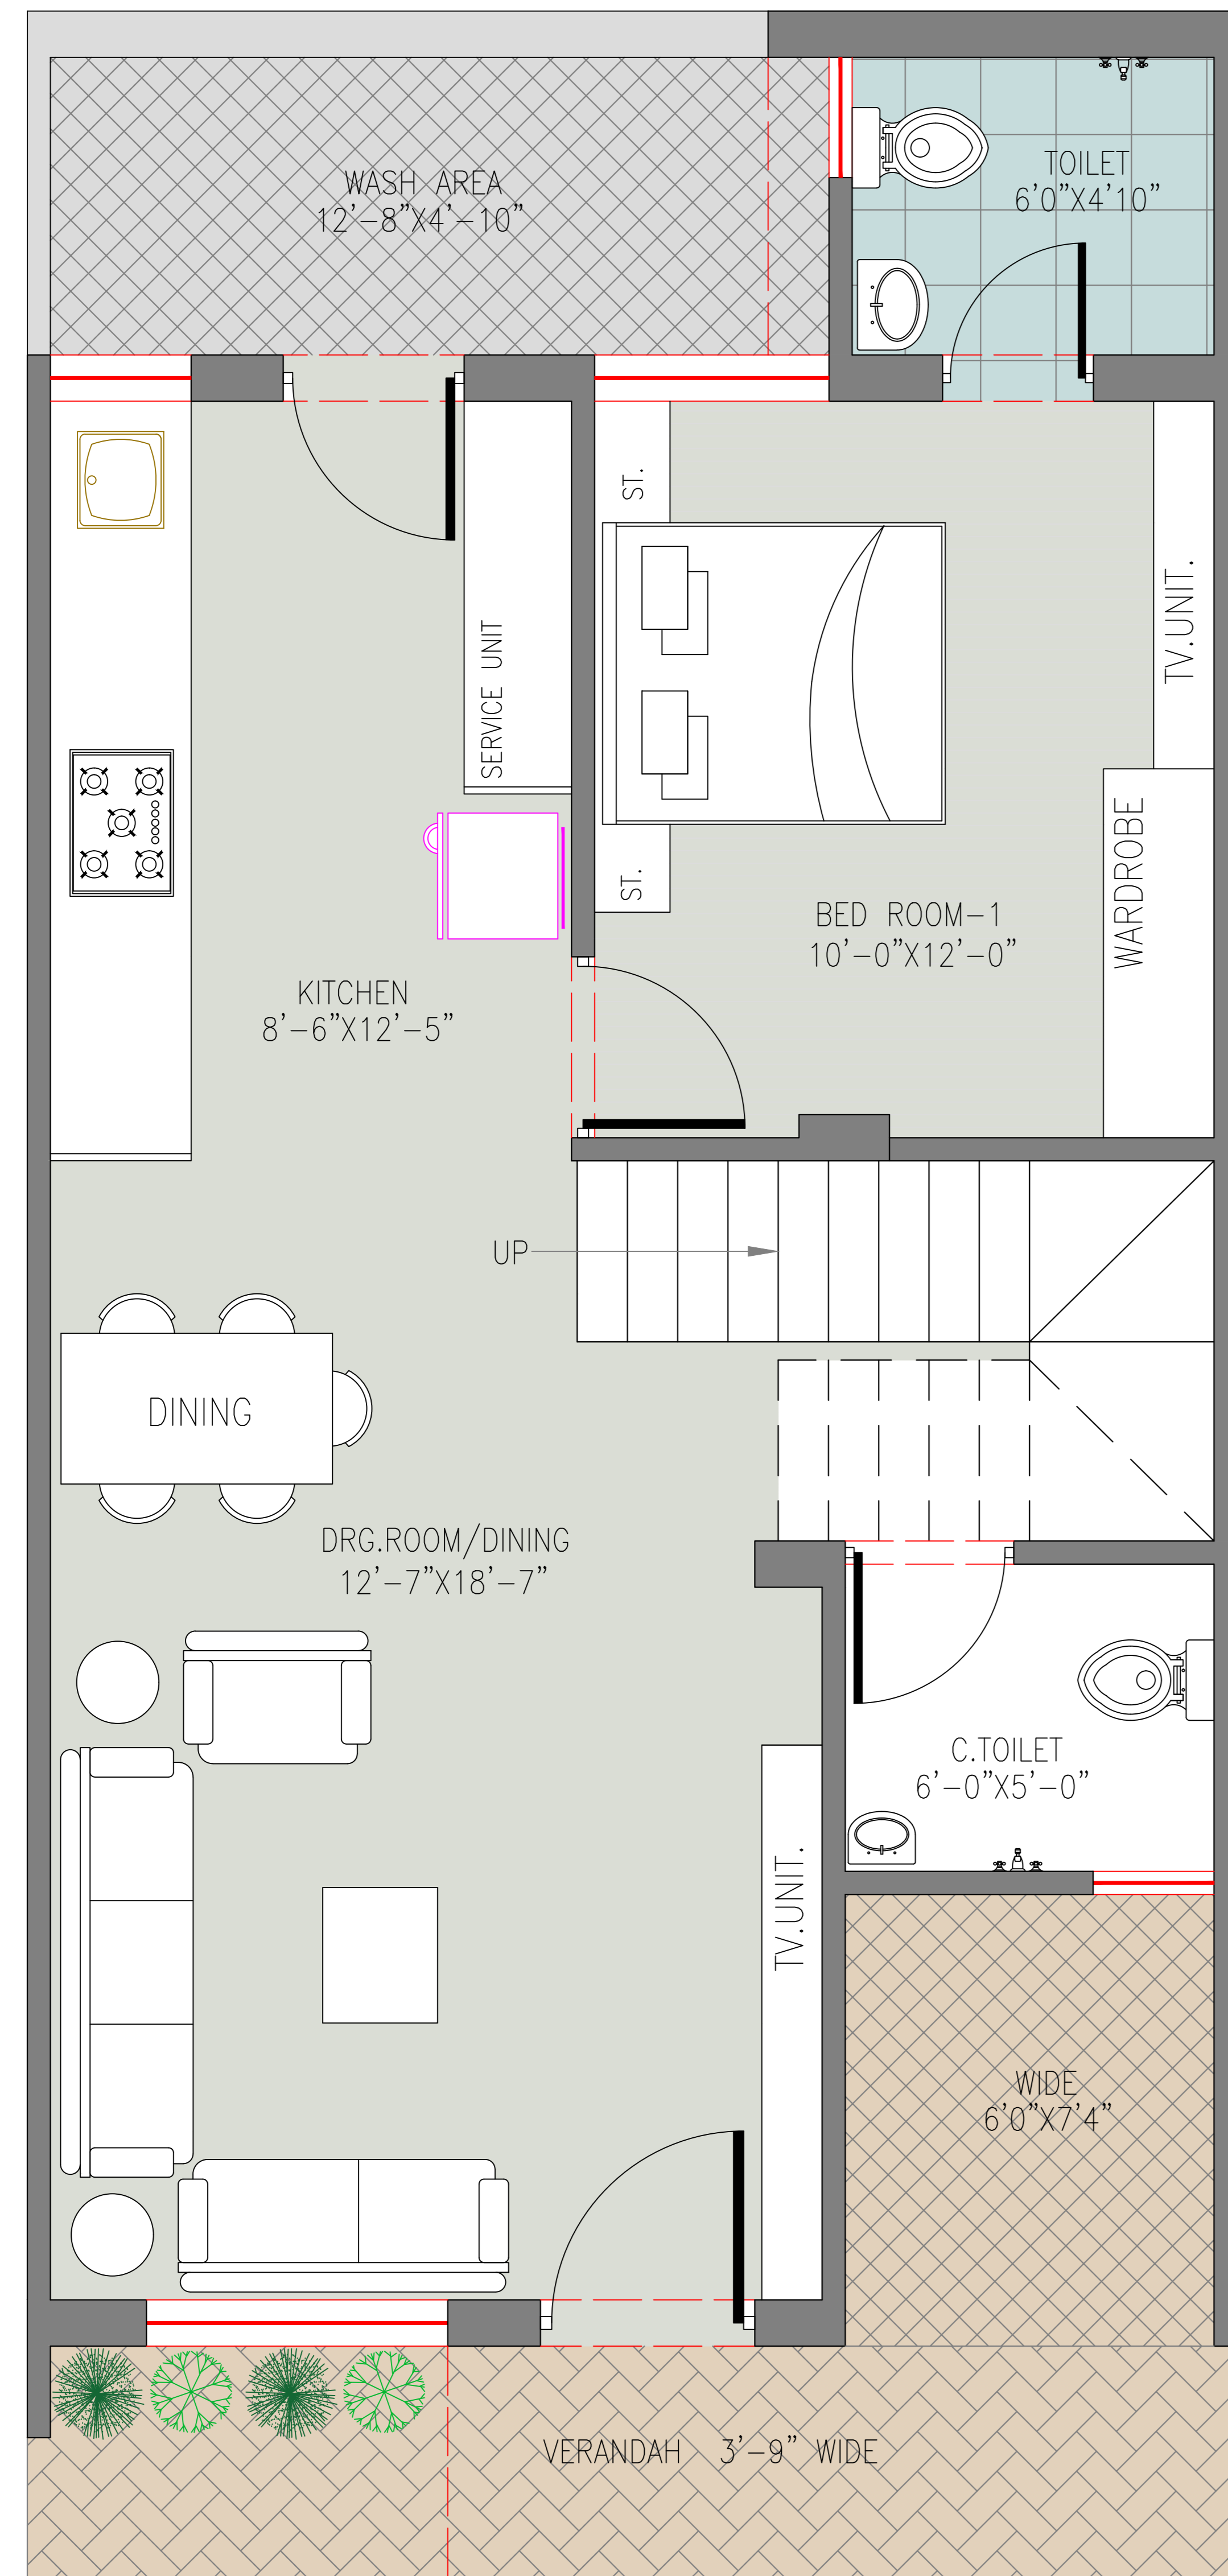 WASH AREA
12'-8"X4'-10"
TOILET
6'0"X4'10"
ST.
TV.UNIT.
SERVICE UNIT
WARDROBE
ST.
BED ROOM-1
10'-0"X12'-0"
KITCHEN
8'-6"X12'-5"
UP
DINING
DRG.ROOM/DINING
12'-7"X18'-7"
C.TOILET
6'-0"X5'-0"
TV.UNIT.
WIDE
6'0"X7'4"
VERANDAH 3'-9" WIDE